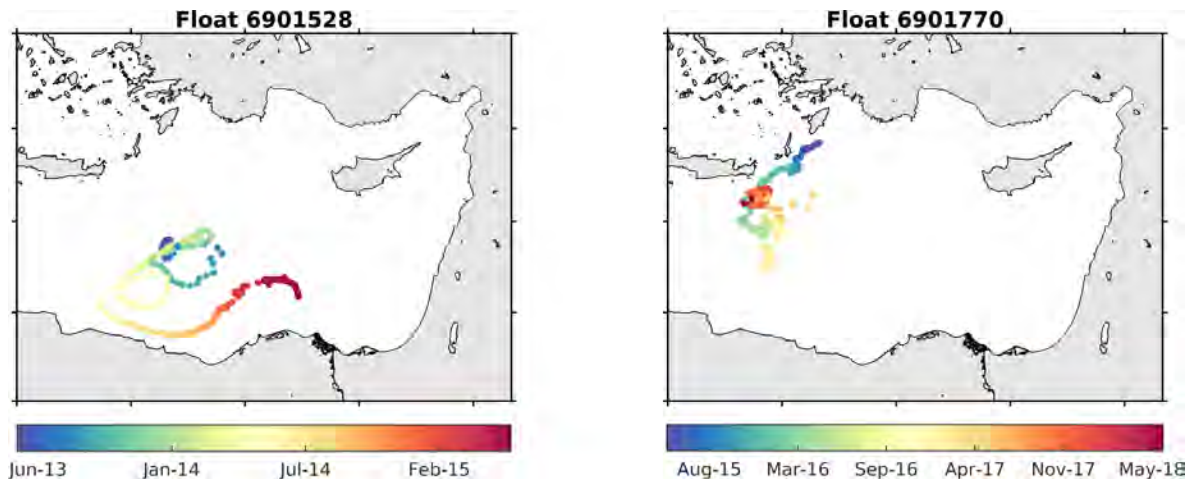 Float 6901528
Float 6901770
Jun-13 Jan-14 Jul-14 Feb-15
Aug-15 Mar-16 Sep-16 Apr-17 Nov-17 May-18